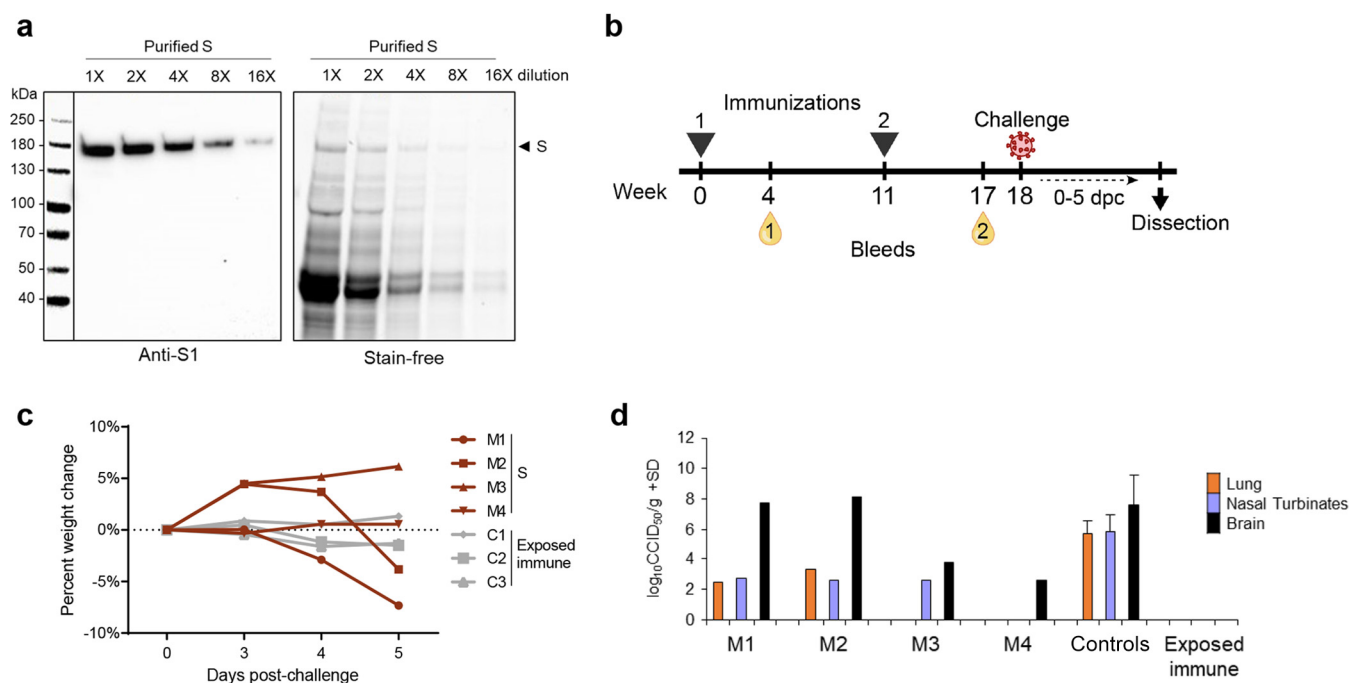 a
Purified S
1X 2X 4X 8X 16X
Purified S
1X 2X 4X 8X 16X dilution
kDa
250
180
130
100
70
50
40
S
Anti-S1
Stain-free
b
Immunizations
1
2
Challenge
Week
0 4 11 17 18 0-5 dpc
Dissection
1
2
Bleeds
c
Percent weight change
10%
5%
0%
-5%
-10%
0 3 4 5
Days post-challenge
M1
M2
M3
M4
S
C1
C2
C3
Exposed
immune
d
log10CCID50/g +SD
12
10
8
6
4
2
0
M1 M2 M3 M4 Controls Exposed
immune
Lung
Nasal Turbinates
Brain